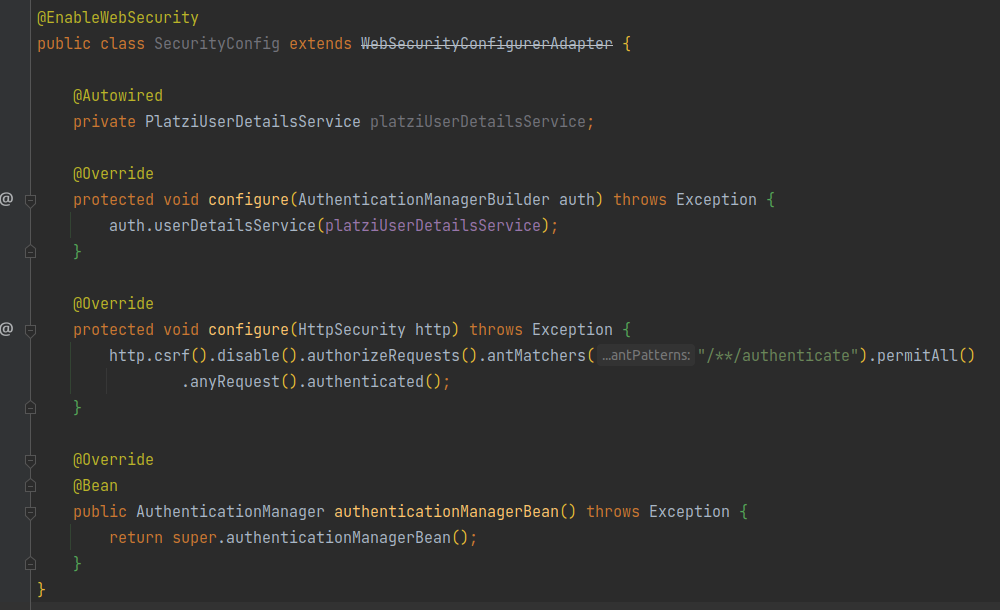 @EnableWebSecurity
public class SecurityConfig extends WebSecurityConfigurerAdapter {
@Autowired
private PlatziUserDetailsService platziUserDetailsService;
@Override
@ protected void configure(AuthenticationManagerBuilder auth) throws Exception {
auth.userDetailsService(platziUserDetailsService);
}
@Override
@ protected void configure(HttpSecurity http) throws Exception {
http.csrf().disable().authorizeRequests().antMatchers( ...antPatterns: "/**/authenticate").permitAll()
.anyRequest().authenticated();
}
@Override
@Bean
public AuthenticationManager authenticationManagerBean() throws Exception {
return super.authenticationManagerBean();
}
}